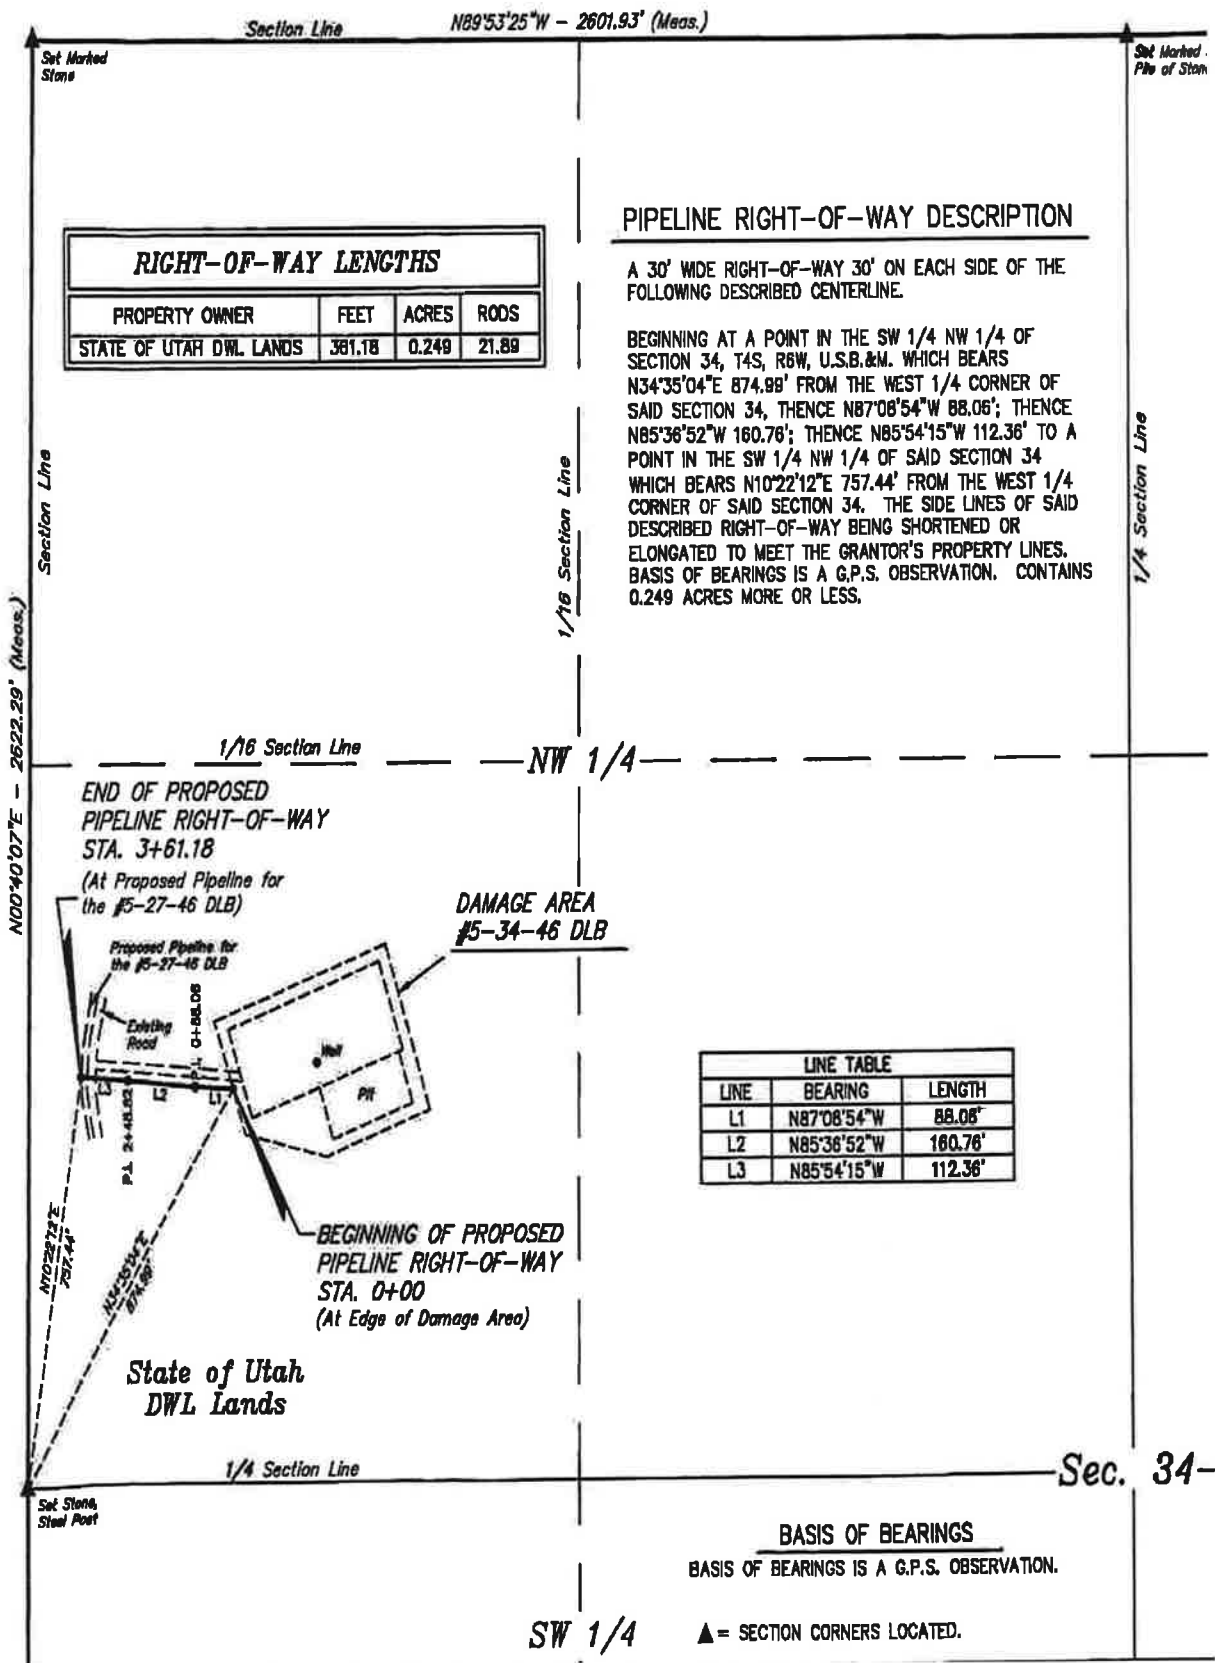 Section Line
N89°53'25"W - 2601.93' (Meas.)
Set Marked
Stone
Set Marked
Pile of Ston
RIGHT-OF-WAY LENGTHS
PROPERTY OWNER FEET ACRES RODS
STATE OF UTAH DWL LANDS 361.18 0.249 21.89
PIPELINE RIGHT-OF-WAY DESCRIPTION
A 30' WIDE RIGHT-OF-WAY 30' ON EACH SIDE OF THE
FOLLOWING DESCRIBED CENTERLINE.
BEGINNING AT A POINT IN THE SW 1/4 NW 1/4 OF
SECTION 34, T4S, R6W, U.S.B.&M. WHICH BEARS
N34°35'04"E 874.99' FROM THE WEST 1/4 CORNER OF
SAID SECTION 34, THENCE N87°08'54"W 88.06'; THENCE
N85°36'52"W 160.76'; THENCE N85°54'15"W 112.36' TO A
POINT IN THE SW 1/4 NW 1/4 OF SAID SECTION 34
WHICH BEARS N10°22'12"E 757.44' FROM THE WEST 1/4
CORNER OF SAID SECTION 34. THE SIDE LINES OF SAID
DESCRIBED RIGHT-OF-WAY BEING SHORTENED OR
ELONGATED TO MEET THE GRANTOR'S PROPERTY LINES.
BASIS OF BEARINGS IS A G.P.S. OBSERVATION. CONTAINS
0.249 ACRES MORE OR LESS.
Section Line
1/16 Section Line
1/4 Section Line
N00°40'07"E - 2622.29' (Meas.)
1/16 Section Line
NW 1/4
END OF PROPOSED
PIPELINE RIGHT-OF-WAY
STA. 3+61.18
(At Proposed Pipeline for
the #5-27-46 DLB)
DAMAGE AREA
#5-34-46 DLB
Proposed Pipeline for
the #5-27-46 DLB
Existing
Road
P.I. 0+88.06
Well
Pit
L3
L2
L1
P.I. 2+48.82
LINE TABLE
LINE BEARING LENGTH
L1 N87°08'54"W 88.06'
L2 N85°36'52"W 160.76'
L3 N85°54'15"W 112.36'
N10°22'12"E
757.44'
N34°35'04"E
874.99'
BEGINNING OF PROPOSED
PIPELINE RIGHT-OF-WAY
STA. 0+00
(At Edge of Damage Area)
State of Utah
DWL Lands
1/4 Section Line
Sec. 34
Set Stone,
Steel Post
BASIS OF BEARINGS
BASIS OF BEARINGS IS A G.P.S. OBSERVATION.
SW 1/4
▲ = SECTION CORNERS LOCATED.